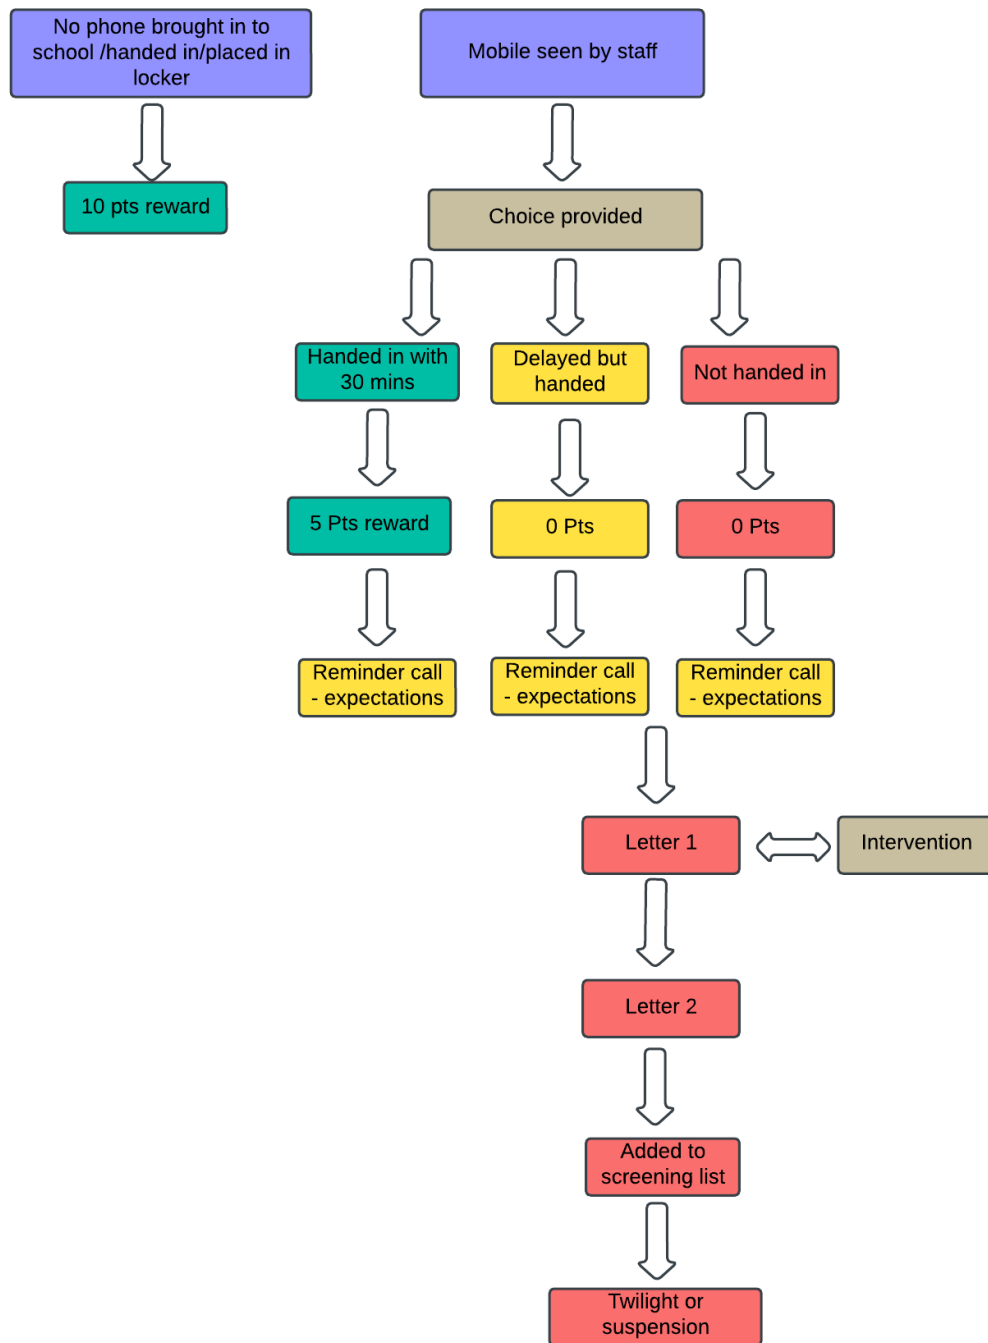 No phone brought in to
school /handed in/placed in
locker
Mobile seen by staff
10 pts reward
Choice provided
Handed in with
30 mins
Delayed but
handed
Not handed in
5 Pts reward
0 Pts
0 Pts
Reminder call
- expectations
Reminder call
- expectations
Reminder call
- expectations
Letter 1
Intervention
Letter 2
Added to
screening list
Twilight or
suspension